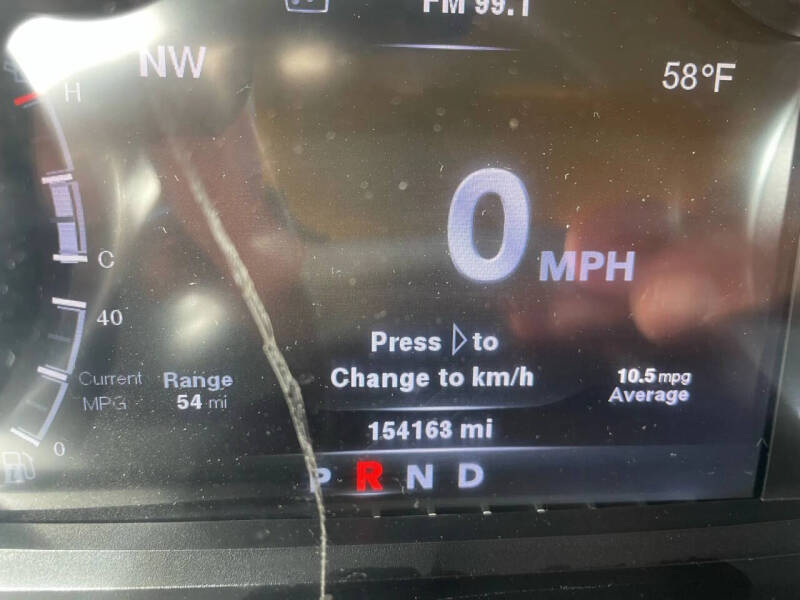 FM 99.1
NW
58°F
H
0 MPH
C
40
Press to
Change to km/h
Current
MPG
Range
54 mi
10.5 mpg
Average
154163 mi
0
P R N D